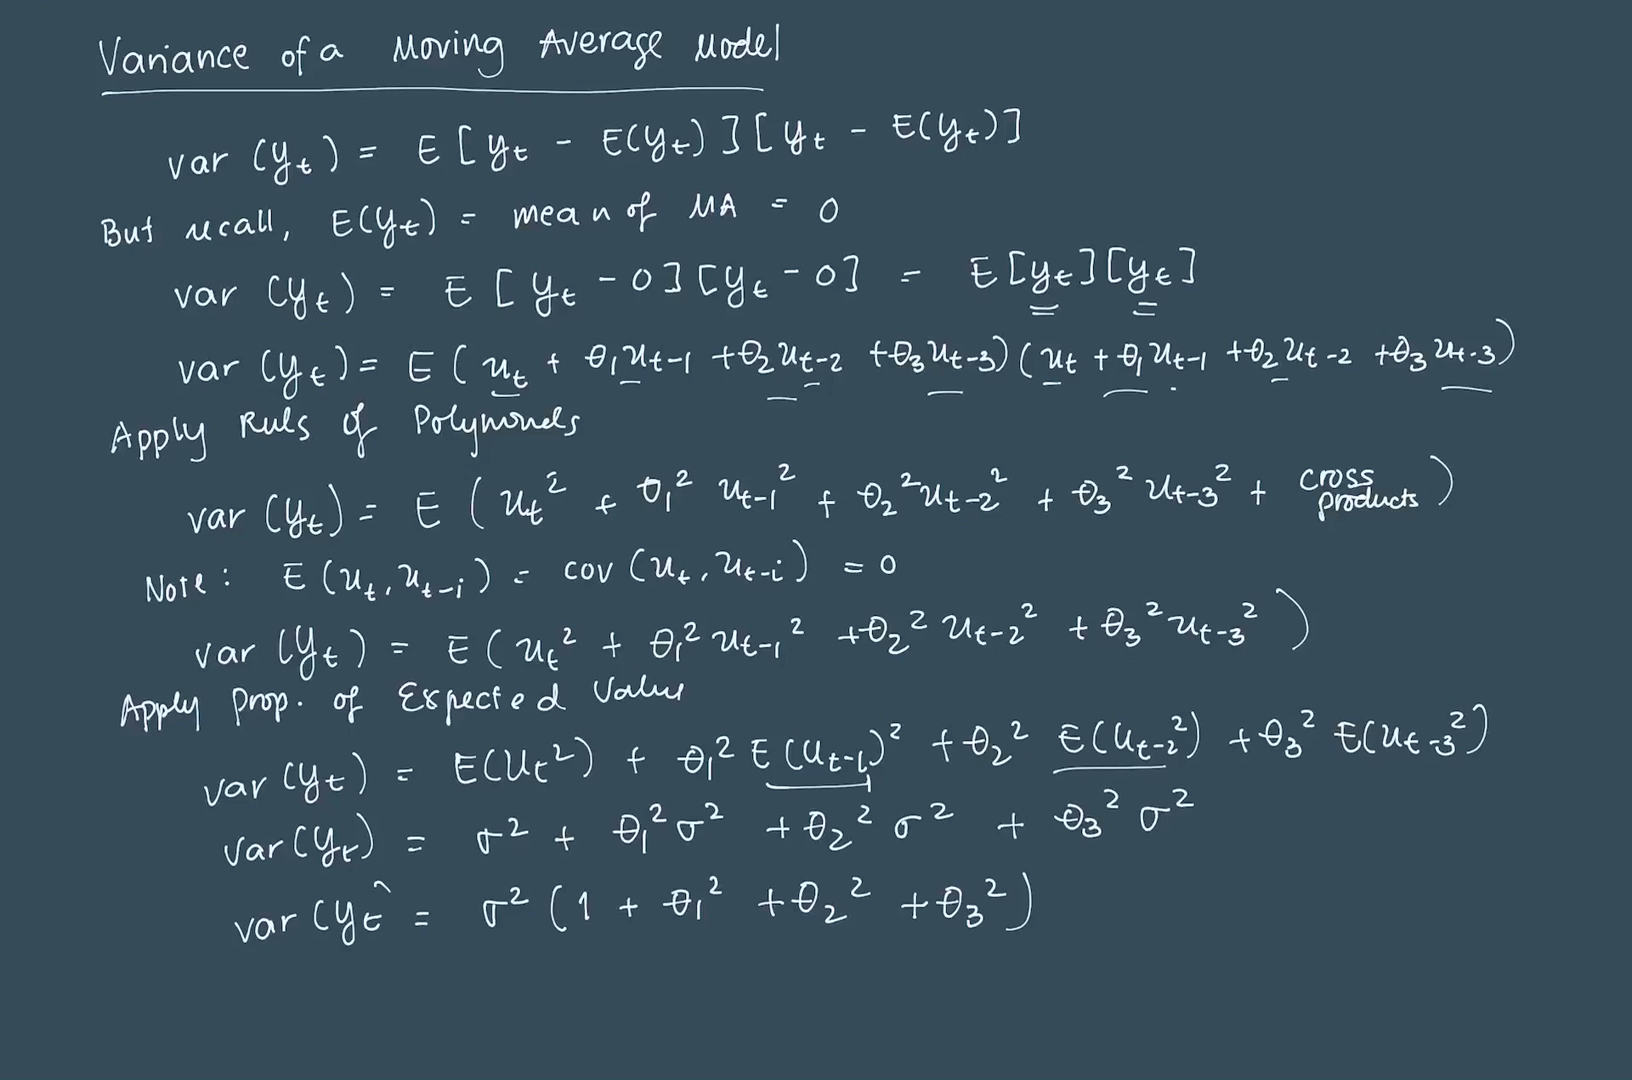 Variance of a Moving Average Model
var (yₜ) = E [yₜ - E(yₜ)][yₜ - E(yₜ)]
But recall, E(yₜ) = mean of MA = 0
var (yₜ) = E [yₜ - 0][yₜ - 0] = E[yₜ][yₜ]
var (yₜ) = E (uₜ + θ₁uₜ₋₁ + θ₂uₜ₋₂ + θ₃uₜ₋₃)(uₜ + θ₁uₜ₋₁ + θ₂uₜ₋₂ + θ₃uₜ₋₃)
Apply Ruls of Polymonels
var (yₜ) = E (uₜ² + θ₁² uₜ₋₁² + θ₂² uₜ₋₂² + θ₃² uₜ₋₃² + cross products)
Note: E (uₜ, uₜ₋ᵢ) = cov (uₜ, uₜ₋ᵢ) = 0
var (yₜ) = E (uₜ² + θ₁² uₜ₋₁² + θ₂² uₜ₋₂² + θ₃² uₜ₋₃²)
Apply Prop. of Expected Value
var (yₜ) = E(uₜ²) + θ₁² E(uₜ₋₁)² + θ₂² E(uₜ₋₂²) + θ₃² E(uₜ₋₃²)
var (yₜ) = σ² + θ₁² σ² + θ₂² σ² + θ₃² σ²
var (yₜ) = σ² (1 + θ₁² + θ₂² + θ₃²)